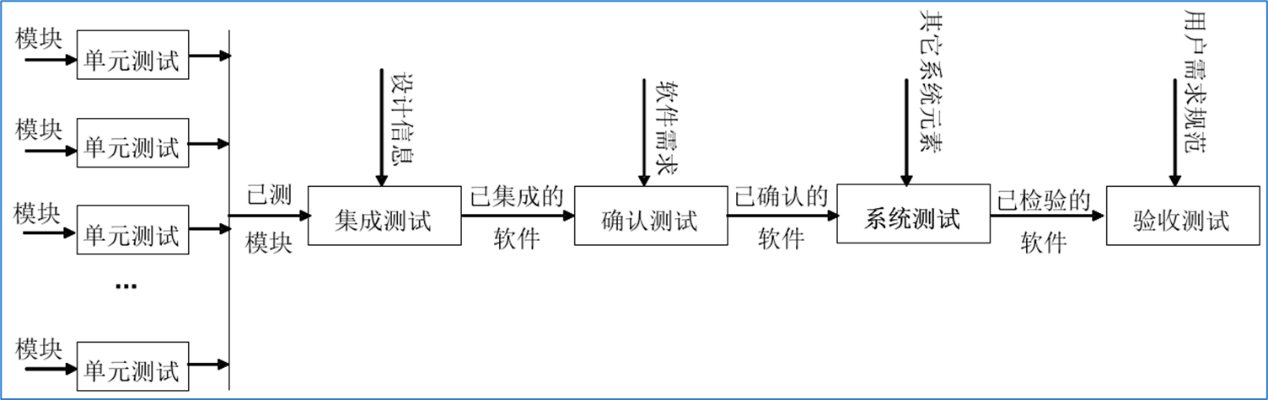 模块
单元测试
模块
单元测试
模块
单元测试
...
模块
单元测试
已测
模块
设计信息
集成测试
已集成的
软件
软件需求
确认测试
已确认的
软件
其它系统元素
系统测试
已检验的
软件
用户需求规范
验收测试